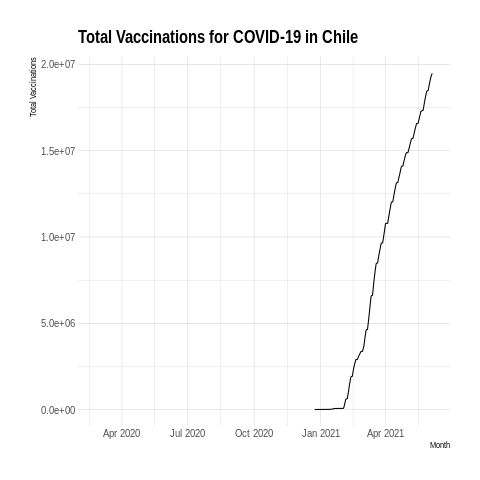 Total Vaccinations for COVID-19 in Chile
Total Vaccinations
2.0e+07
1.5e+07
1.0e+07
5.0e+06
0.0e+00
Apr 2020 Jul 2020 Oct 2020 Jan 2021 Apr 2021
Month